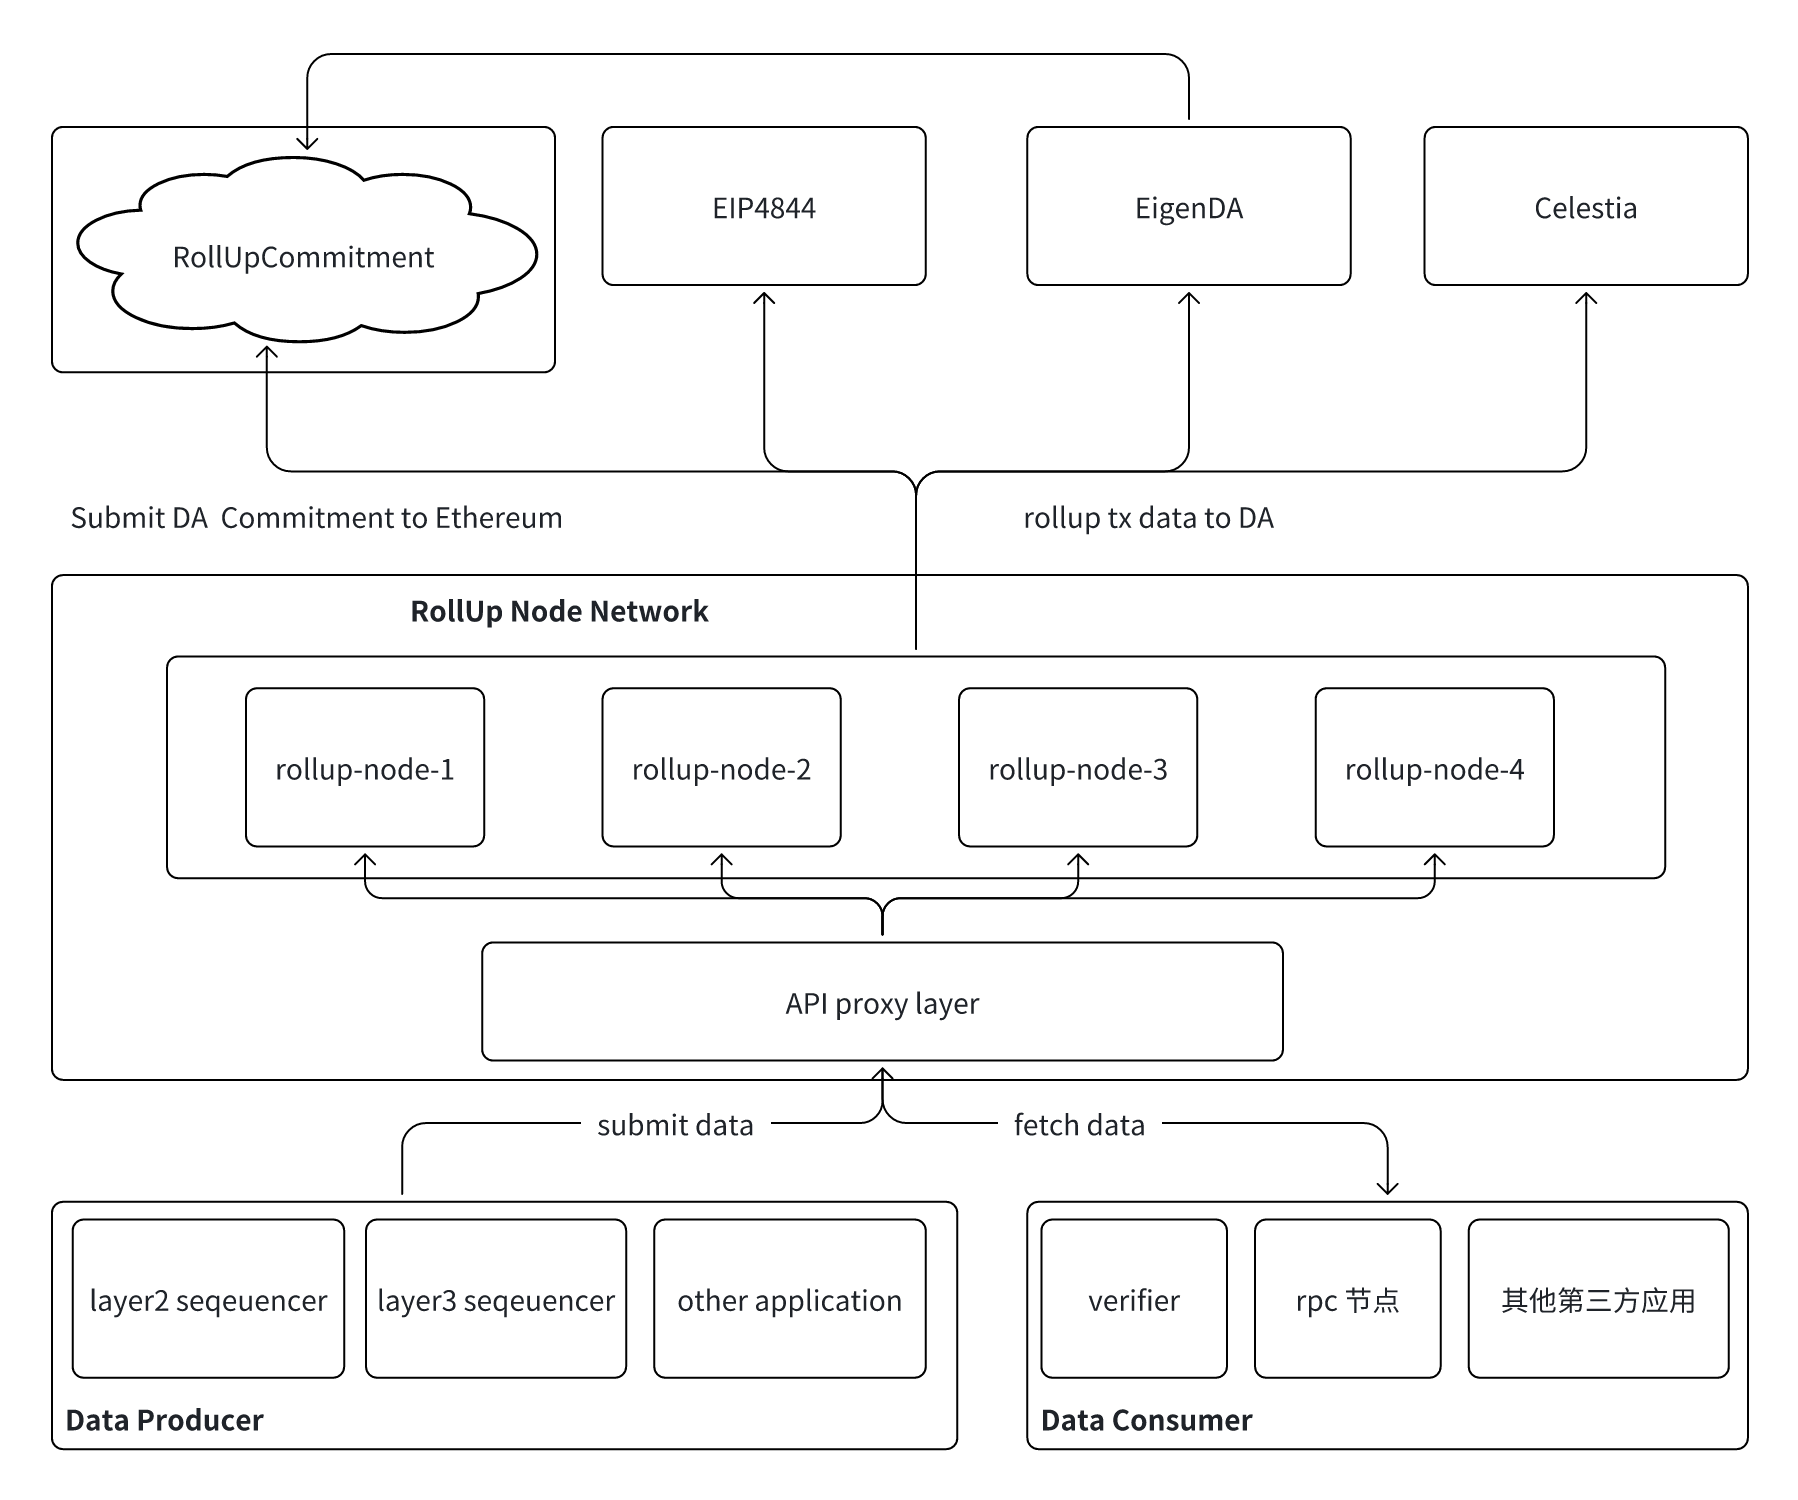 RollUpCommitment
EIP4844
EigenDA
Celestia
Submit DA  Commitment to Ethereum
rollup tx data to DA
RollUp Node Network
rollup-node-1
rollup-node-2
rollup-node-3
rollup-node-4
API proxy layer
submit data
fetch data
layer2 seqeuencer
layer3 seqeuencer
other application
Data Producer
verifier
rpc 节点
其他第三方应用
Data Consumer